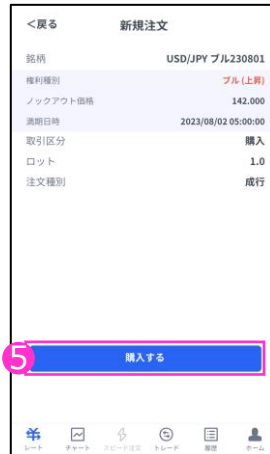 <戻る 新規注文
銘柄 USD/JPY ブル230801
権利種別 ブル (上昇)
ノックアウト価格 142.000
満期日時 2023/08/02 05:00:00
取引区分 購入
ロット 1.0
注文種別 成行
5 購入する
レート チャート スピード注文 トレード 履歴 ホーム